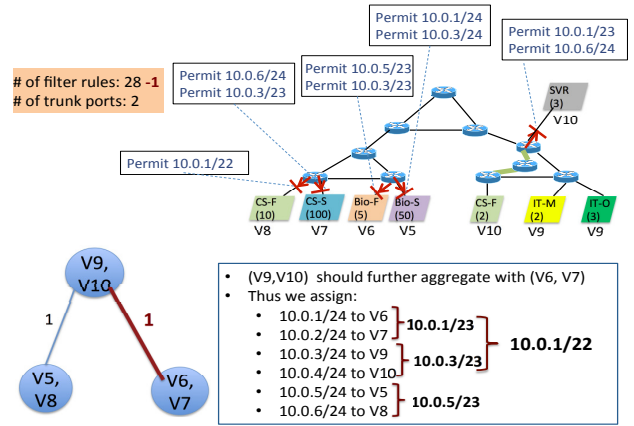 Permit 10.0.1/24
Permit 10.0.3/24
Permit 10.0.1/23
Permit 10.0.6/24
Permit 10.0.6/24
Permit 10.0.3/23
Permit 10.0.5/23
Permit 10.0.3/23
# of filter rules: 28 -1
# of trunk ports: 2
SVR
(3)
V10
Permit 10.0.1/22
CS-F
(10)
V8
CS-S
(100)
V7
Bio-F
(5)
V6
Bio-S
(50)
V5
CS-F
(2)
V10
IT-M
(2)
V9
IT-O
(3)
V9
V9,
V10
1
1
V5,
V8
V6,
V7
• (V9,V10) should further aggregate with (V6, V7)
• Thus we assign:
• 10.0.1/24 to V6
• 10.0.2/24 to V7
10.0.1/23
• 10.0.3/24 to V9
• 10.0.4/24 to V10
10.0.3/23
10.0.1/22
• 10.0.5/24 to V5
• 10.0.6/24 to V8
10.0.5/23